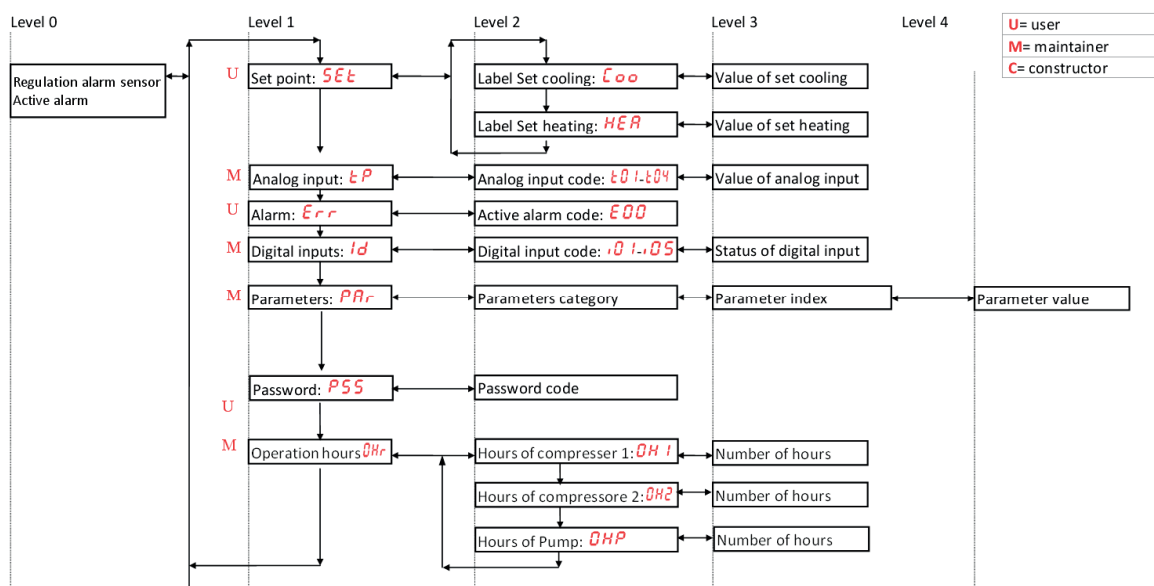 Level 0 Level 1 Level 2 Level 3 Level 4
U= user
M= maintainer
C= constructor
Regulation alarm sensor
Active alarm
U Set point: SEt Label Set cooling: Coo Value of set cooling
Label Set heating: HEA Value of set heating
M Analog input: tP Analog input code: t01-t04 Value of analog input
U Alarm: Err Active alarm code: E00
M Digital inputs: Id Digital input code: i01-i05 Status of digital input
M Parameters: PAr Parameters category Parameter index Parameter value
Password: PSS Password code
U
M Operation hours 0Hr Hours of compresser 1: 0H1 Number of hours
Hours of compressore 2: 0H2 Number of hours
Hours of Pump: 0HP Number of hours